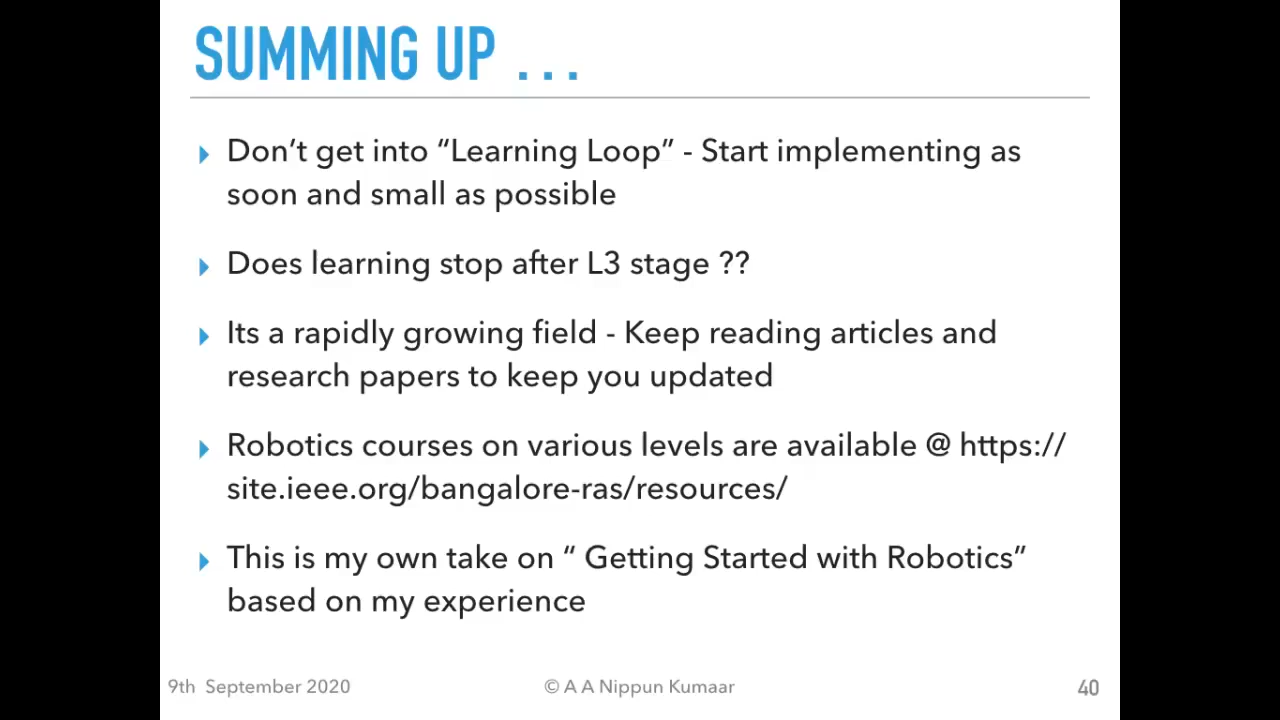 SUMMING UP ...
Don’t get into “Learning Loop” - Start implementing as
soon and small as possible
Does learning stop after L3 stage ??
Its a rapidly growing field - Keep reading articles and
research papers to keep you updated
Robotics courses on various levels are available @ https://
site.ieee.org/bangalore-ras/resources/
This is my own take on “ Getting Started with Robotics”
based on my experience
9th September 2020
© A A Nippun Kumaar
40